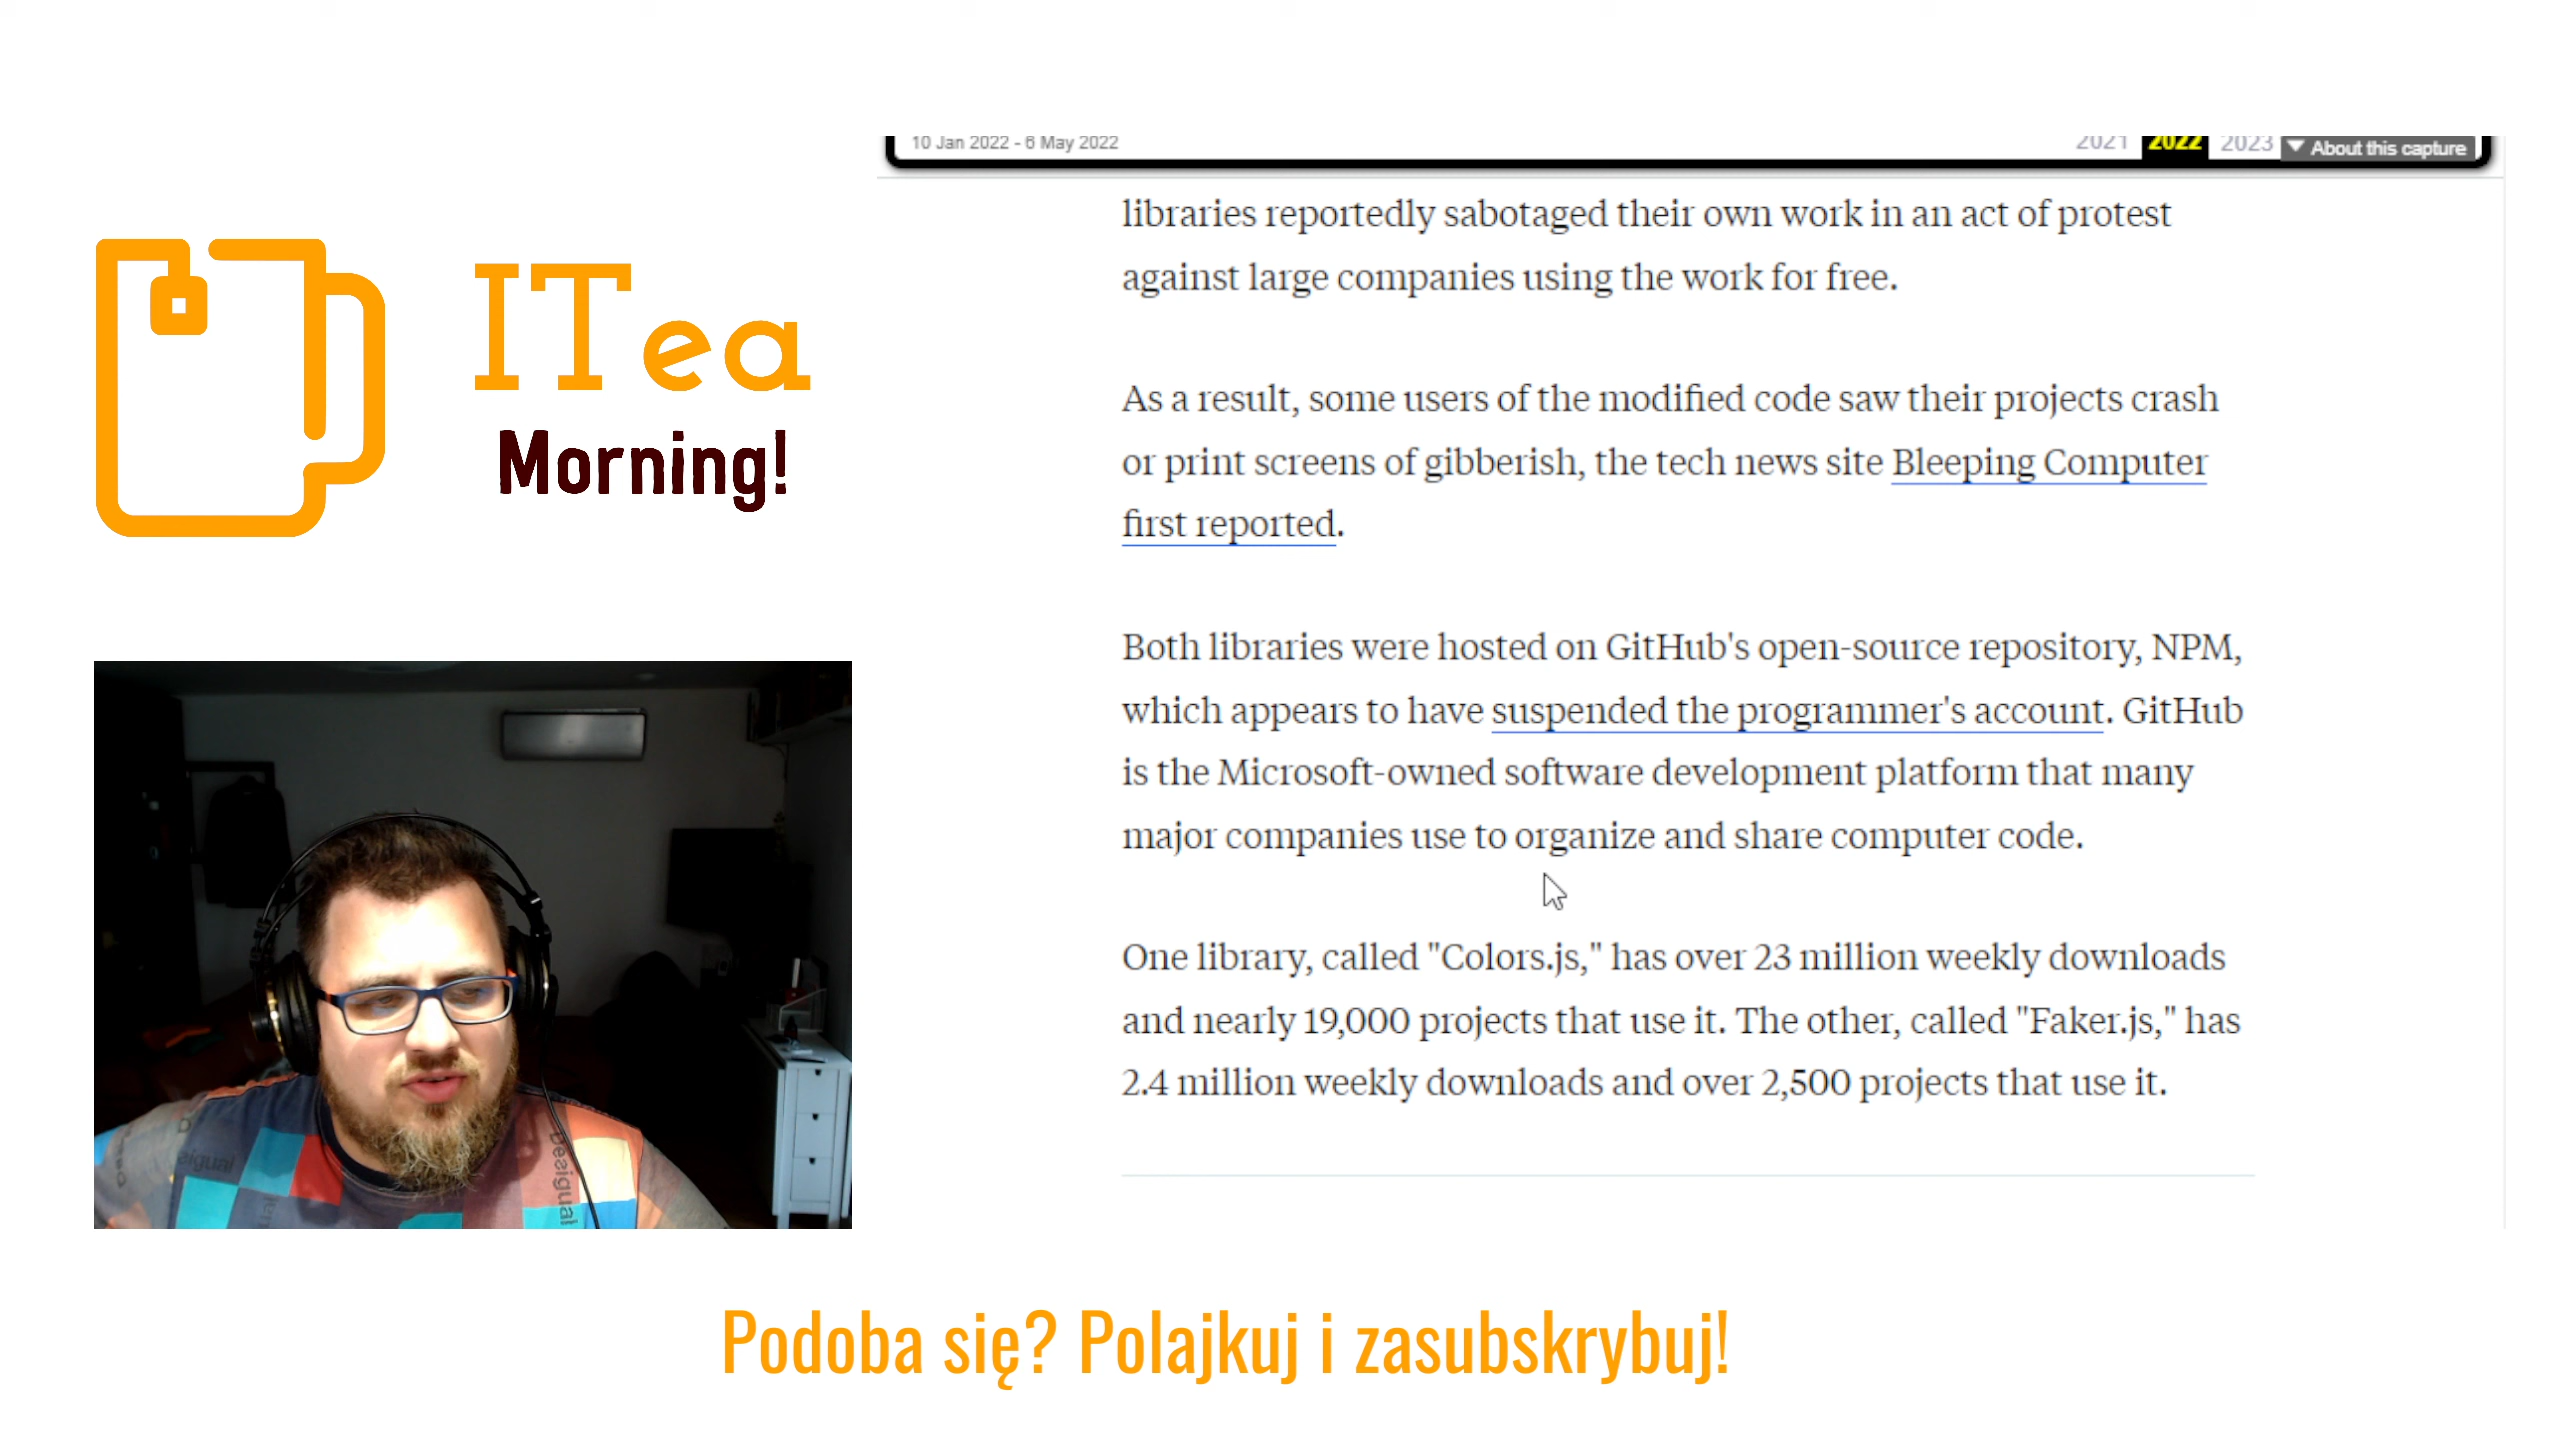 10 Jan 2022 - 6 May 2022
2021 2022 2023 About this capture
libraries reportedly sabotaged their own work in an act of protest
against large companies using the work for free.
ITea
Morning!
As a result, some users of the modified code saw their projects crash
or print screens of gibberish, the tech news site Bleeping Computer
first reported.
Both libraries were hosted on GitHub's open-source repository, NPM,
which appears to have suspended the programmer's account. GitHub
is the Microsoft-owned software development platform that many
major companies use to organize and share computer code.
One library, called "Colors.js," has over 23 million weekly downloads
and nearly 19,000 projects that use it. The other, called "Faker.js," has
2.4 million weekly downloads and over 2,500 projects that use it.
Desigual
Podoba się? Polajkuj i zasubskrybuj!